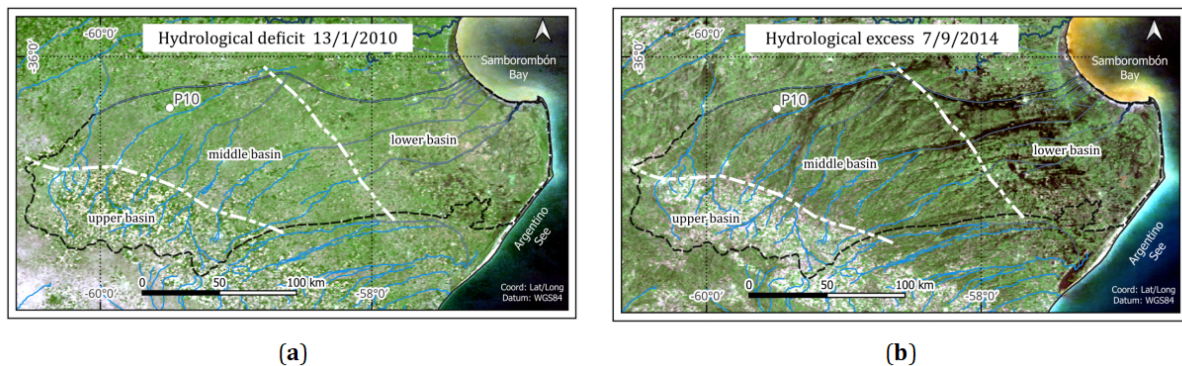 Hydrological deficit 13/1/2010
-60°0'
-36°0'
Samborombón
Bay
P10
lower basin
middle basin
upper basin
Argentino
See
-60°0'
0 50 100 km
-58°0'
Coord: Lat/Long
Datum: WGS84
(a)
Hydrological excess 7/9/2014
-60°0'
-36°0'
Samborombón
Bay
P10
lower basin
middle basin
upper basin
Argentino
See
-60°0'
0 50 100 km
-58°0'
Coord: Lat/Long
Datum: WGS84
(b)